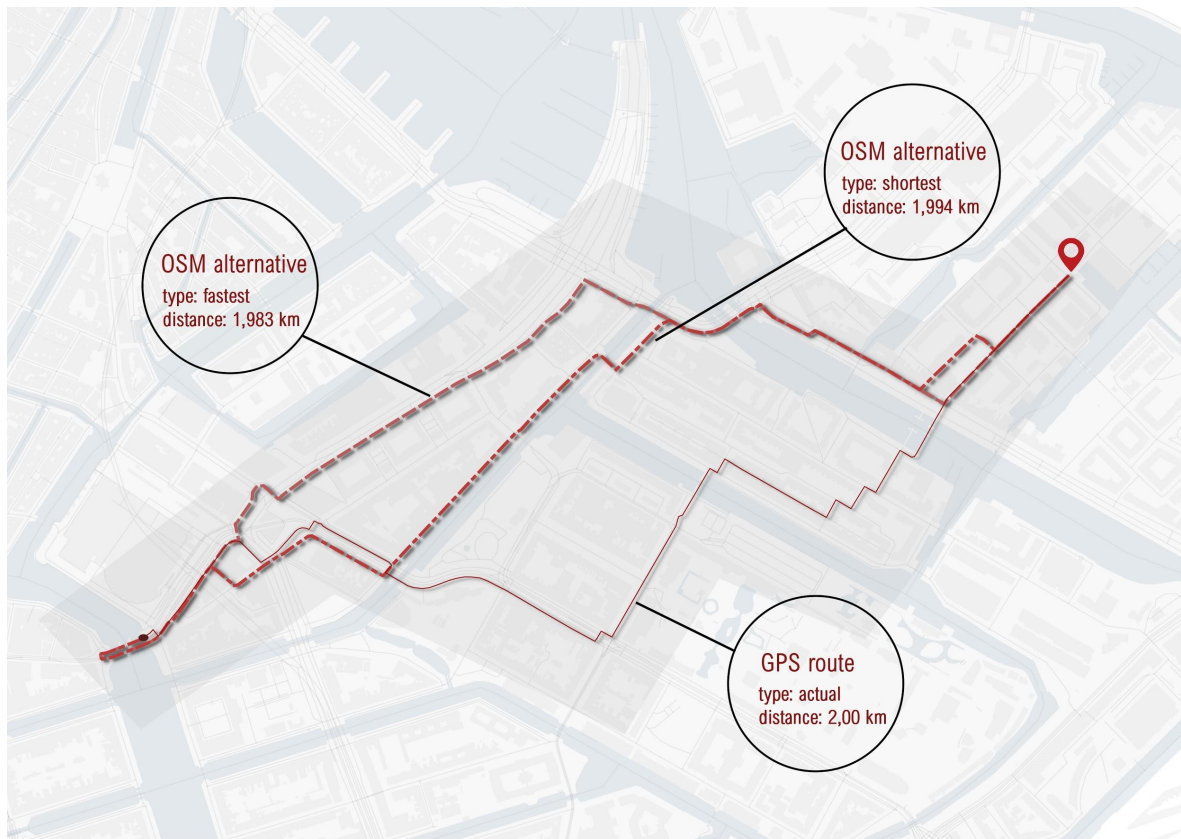 OSM alternative
type: shortest
distance: 1,994 km
OSM alternative
type: fastest
distance: 1,983 km
GPS route
type: actual
distance: 2,00 km